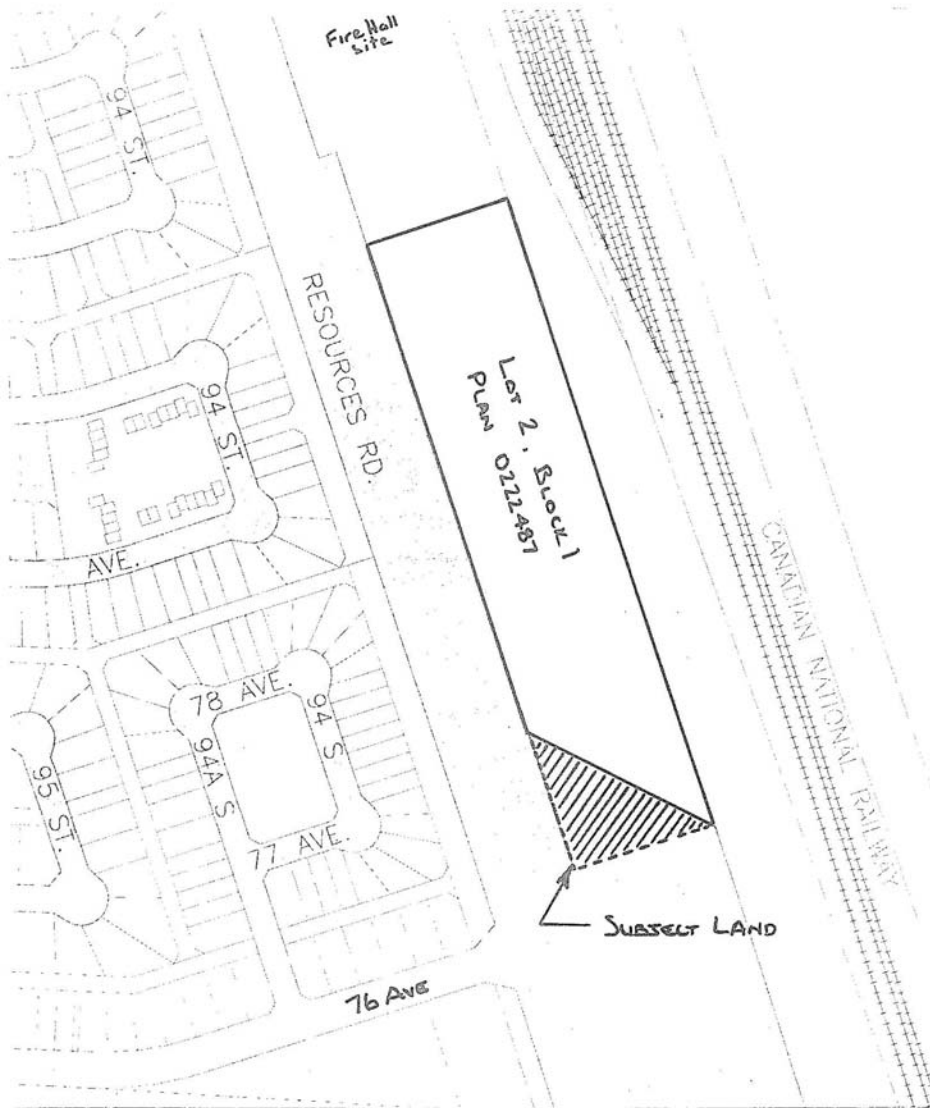 Fire Hall
site
94 ST.
RESOURCES RD.
94 ST.
LOT 2, BLOCK 1
PLAN 0222487
AVE.
CANADIAN NATIONAL RAILWAY
78 AVE.
94 S
94A S
95 ST.
77 AVE.
SUBJECT LAND
76 AVE